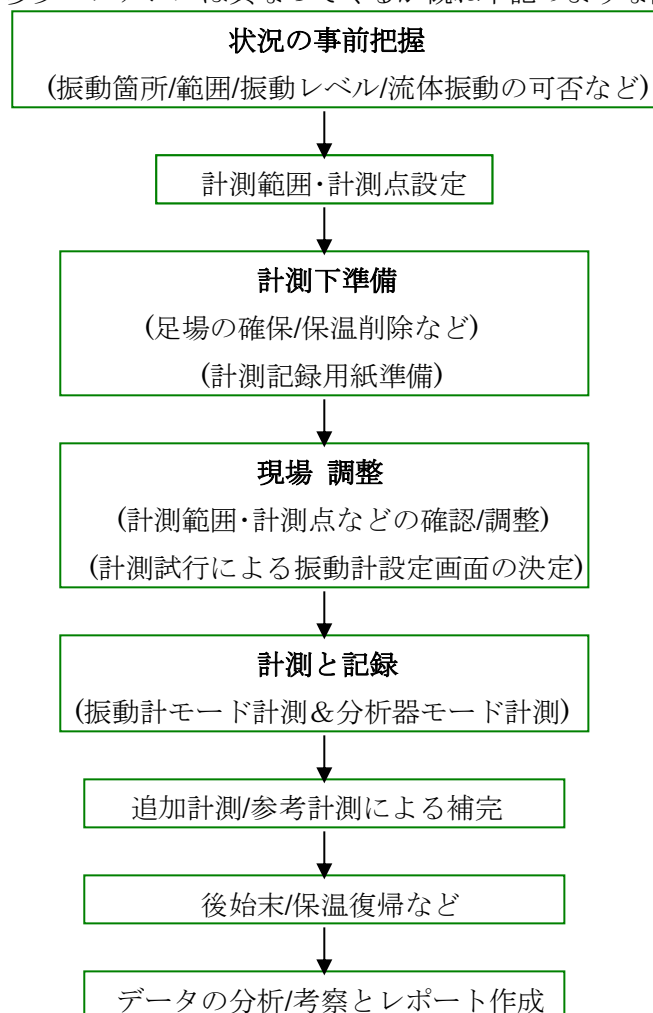 状況の事前把握
(振動箇所/範囲/振動レベル/流体振動の可否など)
計測範囲･計測点設定
計測下準備
(足場の確保/保温削除など)
(計測記録用紙準備)
現場 調整
(計測範囲･計測点などの確認/調整)
(計測試行による振動計設定画面の決定)
計測と記録
(振動計モード計測＆分析器モード計測)
追加計測/参考計測による補完
後始末/保温復帰など
データの分析/考察とレポート作成